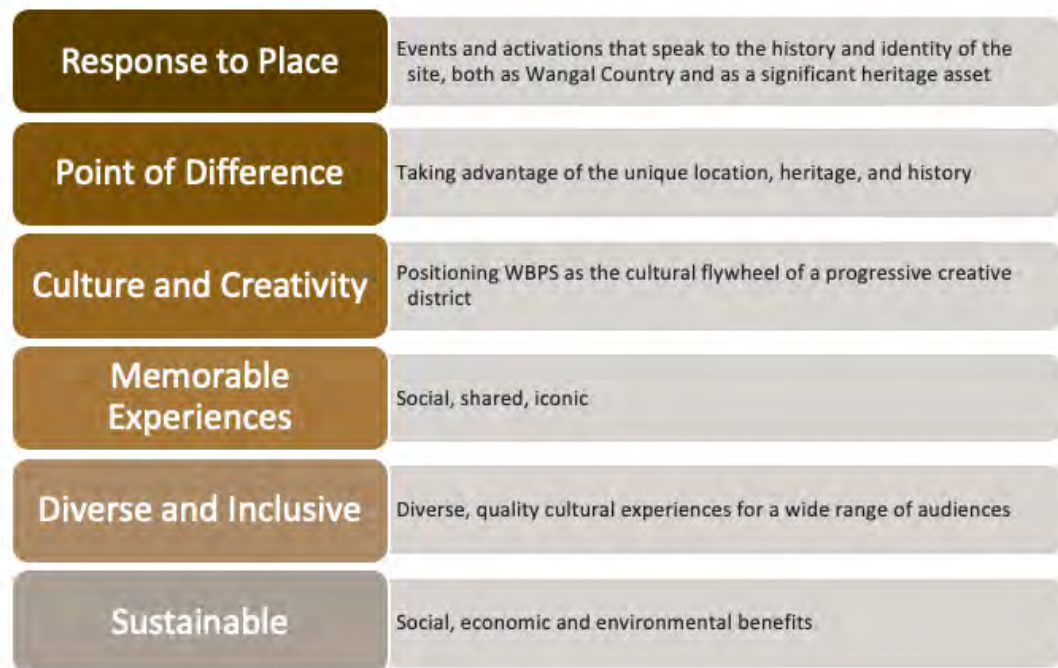 Response to Place
Events and activations that speak to the history and identity of the
site, both as Wangal Country and as a significant heritage asset
Point of Difference
Taking advantage of the unique location, heritage, and history
Culture and Creativity
Positioning WBPS as the cultural flywheel of a progressive creative
district
Memorable
Experiences
Social, shared, iconic
Diverse and Inclusive
Diverse, quality cultural experiences for a wide range of audiences
Sustainable
Social, economic and environmental benefits